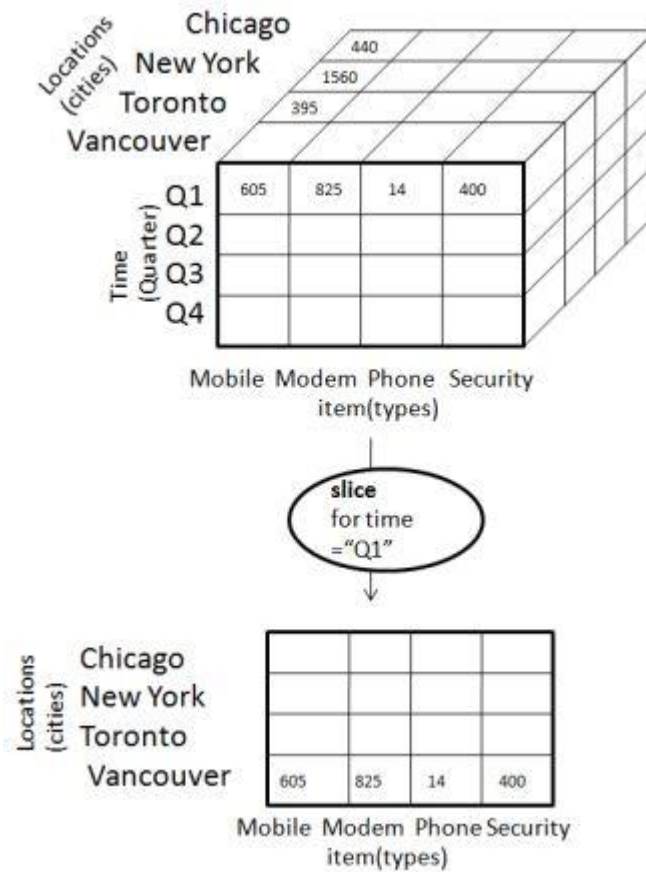 Chicago
440
Locations
(cities)
New York
1560
Toronto
395
Vancouver
Time
(Quarter)
Q1 605 825 14 400
Q2
Q3
Q4
Mobile Modem Phone Security
item(types)
slice
for time
="Q1"
Locations
(cities)
Chicago
New York
Toronto
Vancouver 605 825 14 400
Mobile Modem Phone Security
item(types)